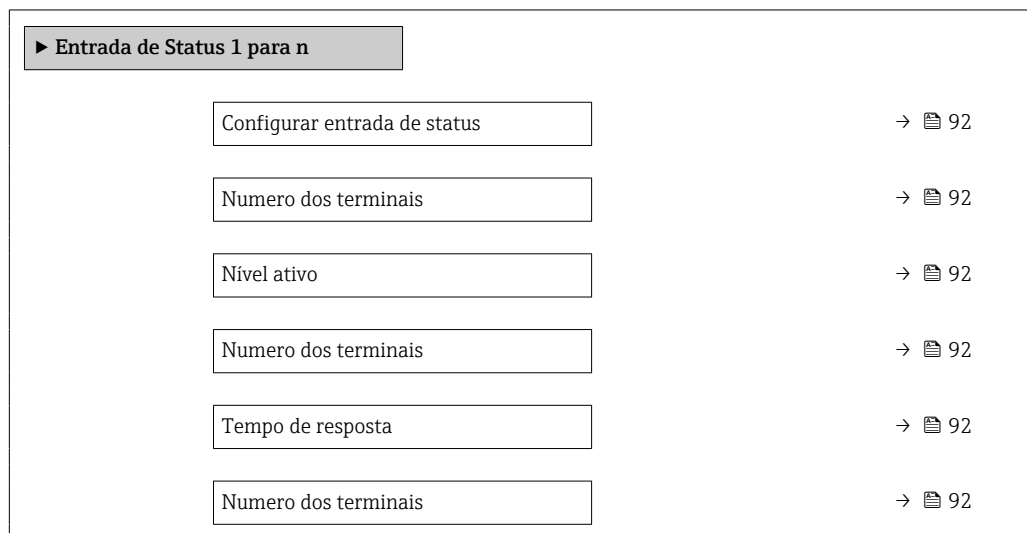 ▶ Entrada de Status 1 para n
Configurar entrada de status → 92
Numero dos terminais → 92
Nível ativo → 92
Numero dos terminais → 92
Tempo de resposta → 92
Numero dos terminais → 92